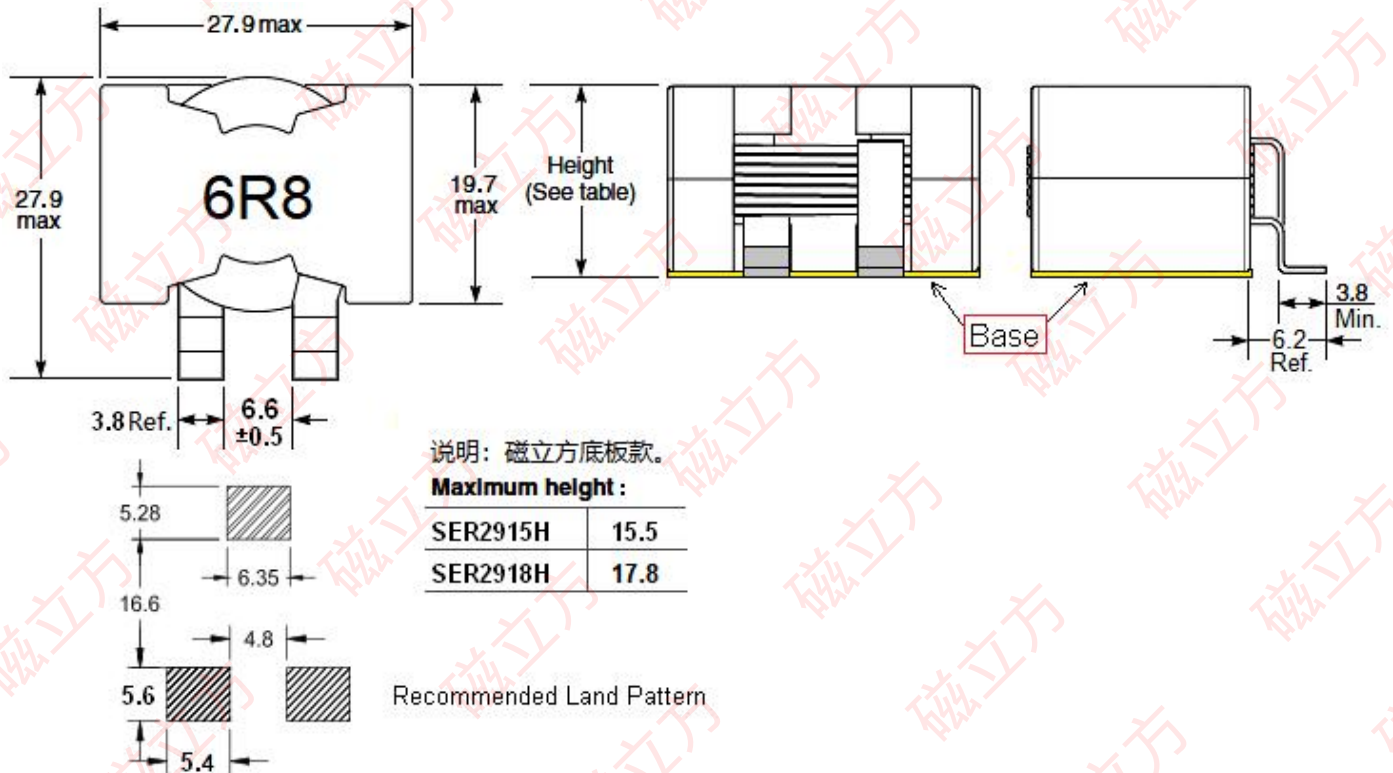 27.9 max
27.9
max
6R8
19.7
max
3.8 Ref.
6.6
±0.5
Height
(See table)
Base
3.8
Min.
6.2
Ref.
说明：磁立方底板款。
Maximum height :
SER2915H 15.5
SER2918H 17.8
5.28
6.35
16.6
4.8
5.6
5.4
Recommended Land Pattern
磁立方